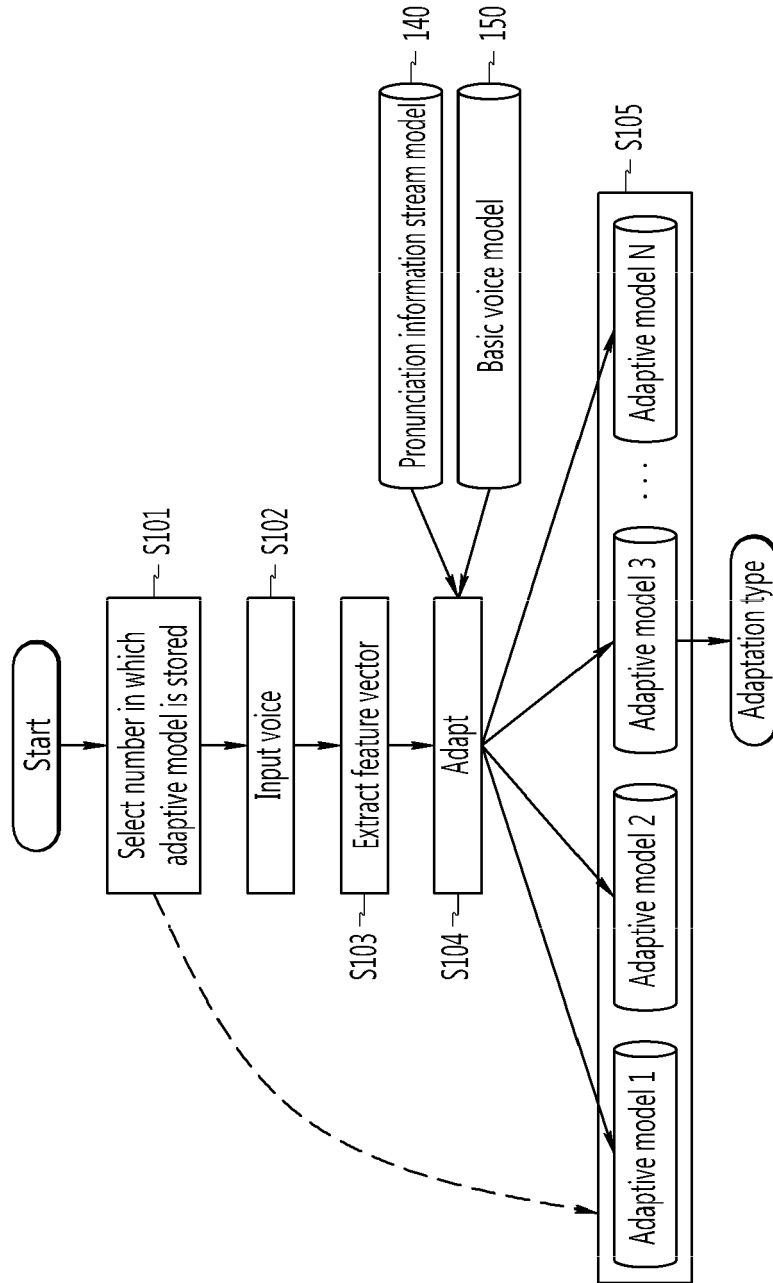 Start
Select number in which
adaptive model is stored
S101
Input voice
S102
Extract feature vector
S103
Adapt
S104
Pronunciation information stream model
140
Basic voice model
150
S105
Adaptive model 1
Adaptive model 2
Adaptive model 3
. . .
Adaptive model N
Adaptation type